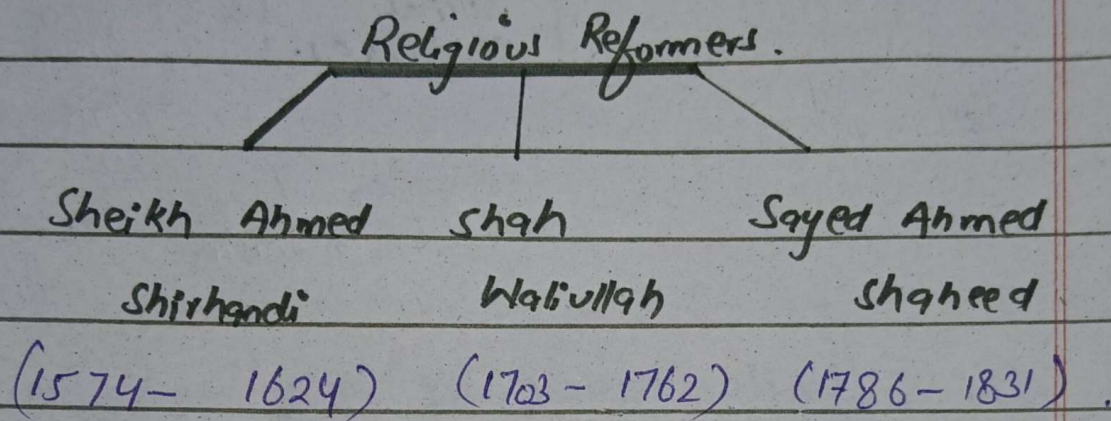 Religious Reformers.
Sheikh Ahmed Shah Sayed Ahmed
Shirhandi Waliullah Shaheed
(1574- 1624) (1703 - 1762) (1786 - 1831).